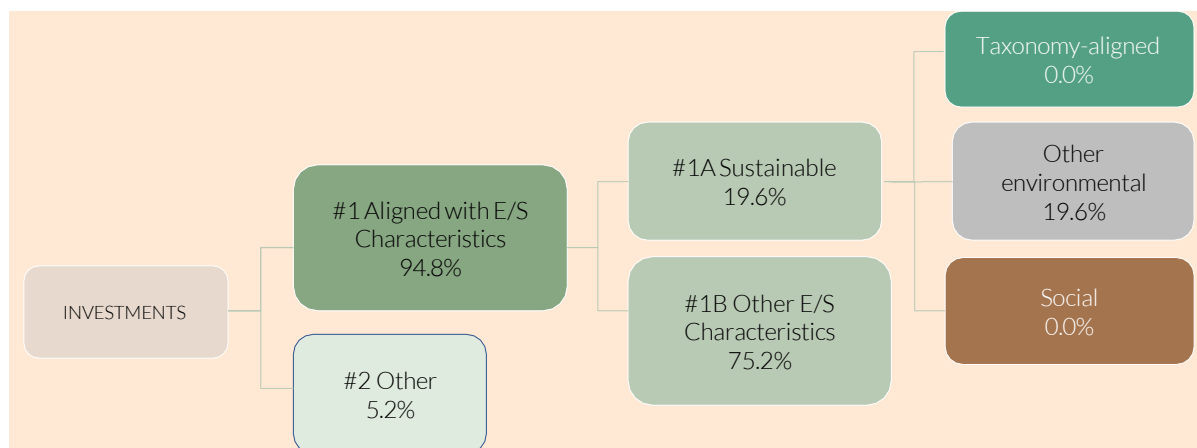 INVESTMENTS
#1 Aligned with E/S
Characteristics
94.8%
#2 Other
5.2%
#1A Sustainable
19.6%
#1B Other E/S
Characteristics
75.2%
Taxonomy-aligned
0.0%
Other
environmental
19.6%
Social
0.0%